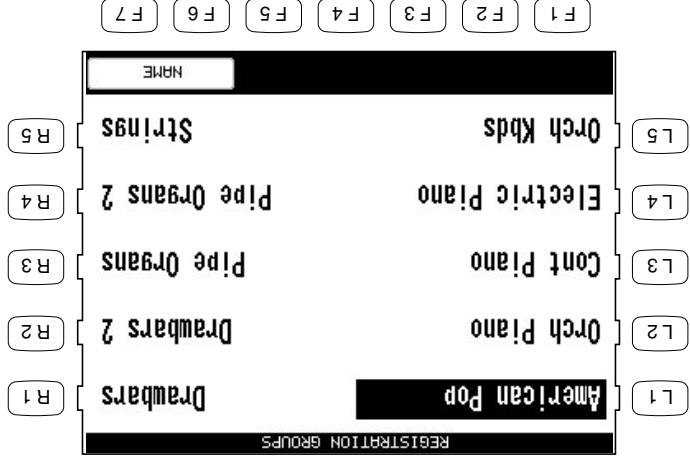 REGISTRATION GROUPS
L1 American Pop Drawbars R1
L2 Orch Piano Drawbars 2 R2
L3 Cont Piano Pipe Organs R3
L4 Electric Piano Pipe Organs 2 R4
L5 Orch Kbds Strings R5
NAME
F1 F2 F3 F4 F5 F6 F7